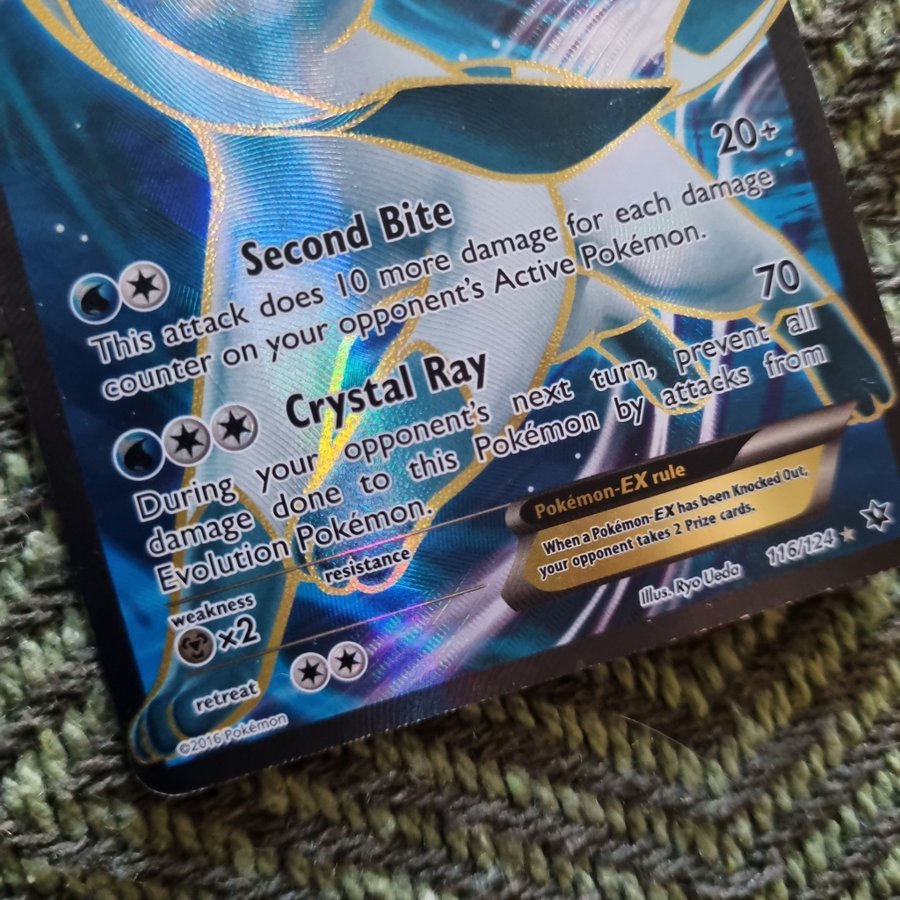 20+
Second Bite
This attack does 10 more damage for each damage
counter on your opponent's Active Pokémon.
70
Crystal Ray
During your opponent's next turn, prevent all
damage done to this Pokémon by attacks from
Evolution Pokémon.
Pokémon-EX rule
When a Pokémon-EX has been Knocked Out,
your opponent takes 2 Prize cards.
weakness
×2
resistance
retreat
Illus. Ryo Ueda
116/124
©2016 Pokémon